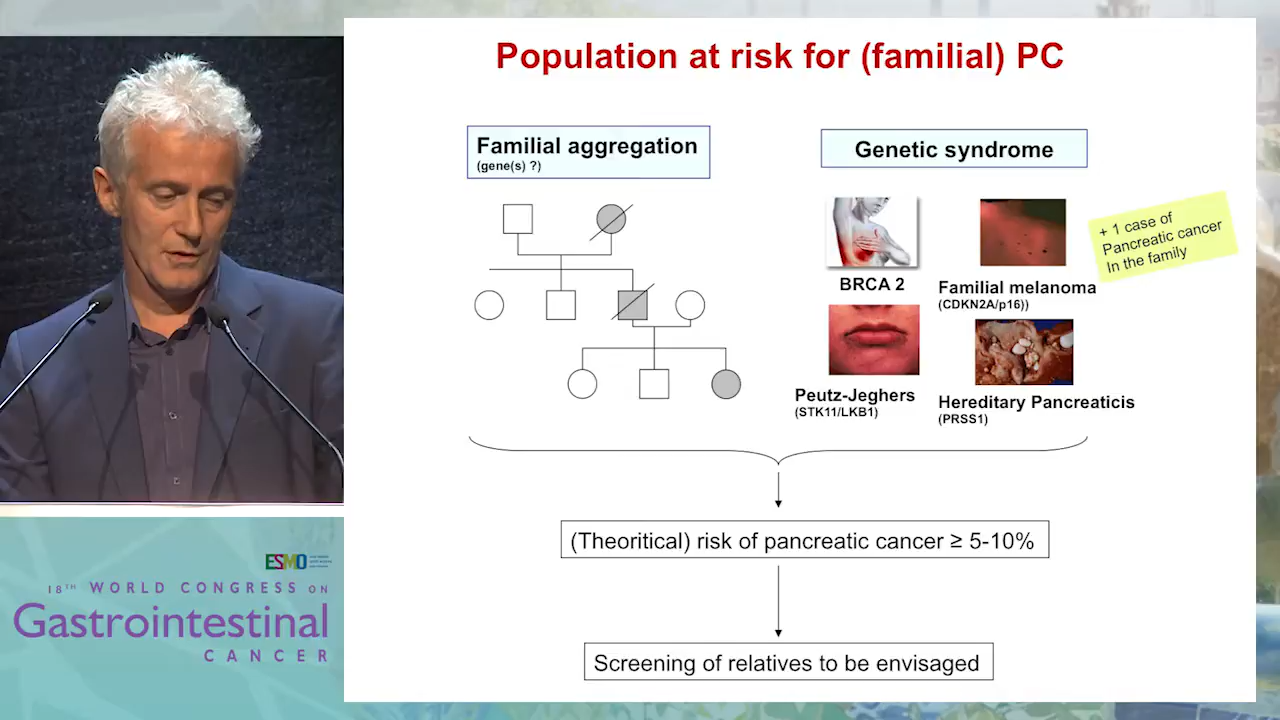 Population at risk for (familial) PC
Familial aggregation
(gene(s) ?)
Genetic syndrome
+ 1 case of
Pancreatic cancer
In the family
BRCA 2
Familial melanoma
(CDKN2A/p16))
Peutz-Jeghers
(STK11/LKB1)
Hereditary Pancreaticis
(PRSS1)
(Theoritical) risk of pancreatic cancer ≥ 5-10%
Screening of relatives to be envisaged
ESMO
18TH WORLD CONGRESS ON
Gastrointestinal
CANCER